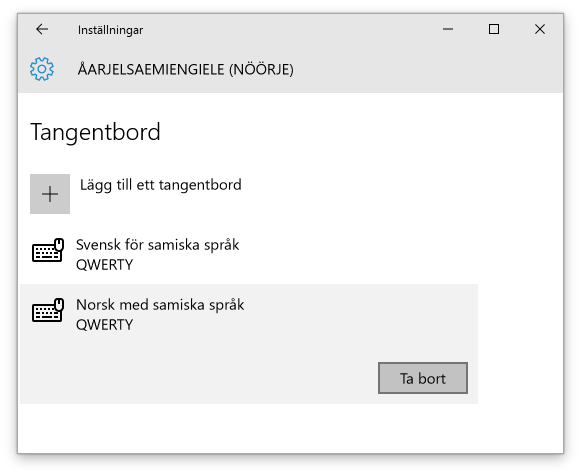 Inställningar
ÅARJELSAEMIENGIELE (NÖÖRJE)
Tangentbord
Lägg till ett tangentbord
Svensk för samiska språk
QWERTY
Norsk med samiska språk
QWERTY
Ta bort